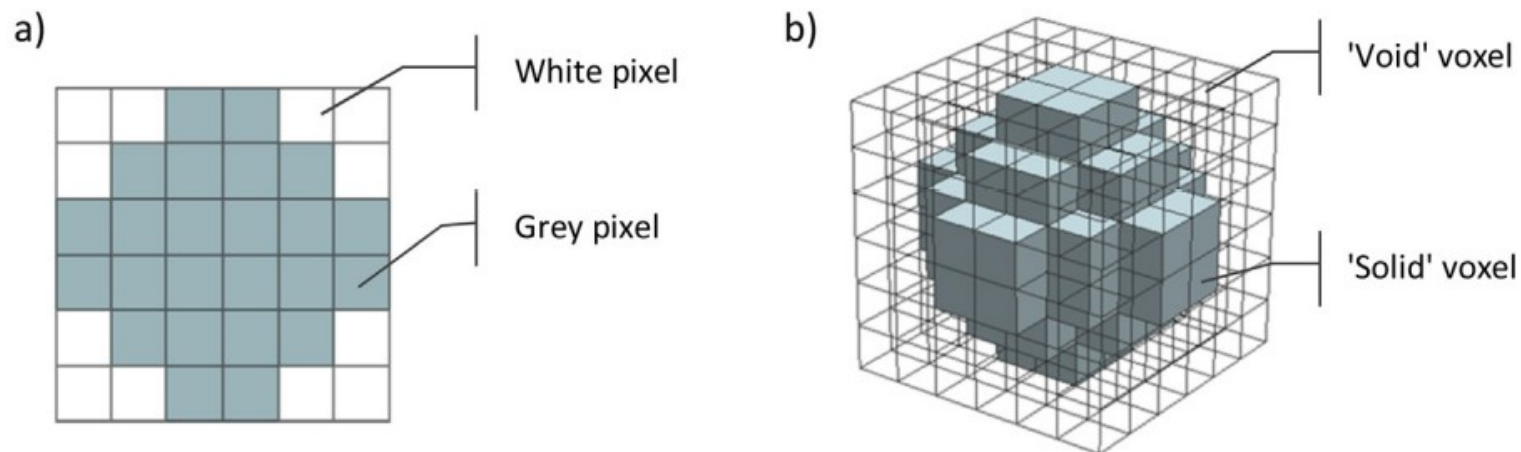 a)
White pixel
Grey pixel
b)
'Void' voxel
'Solid' voxel